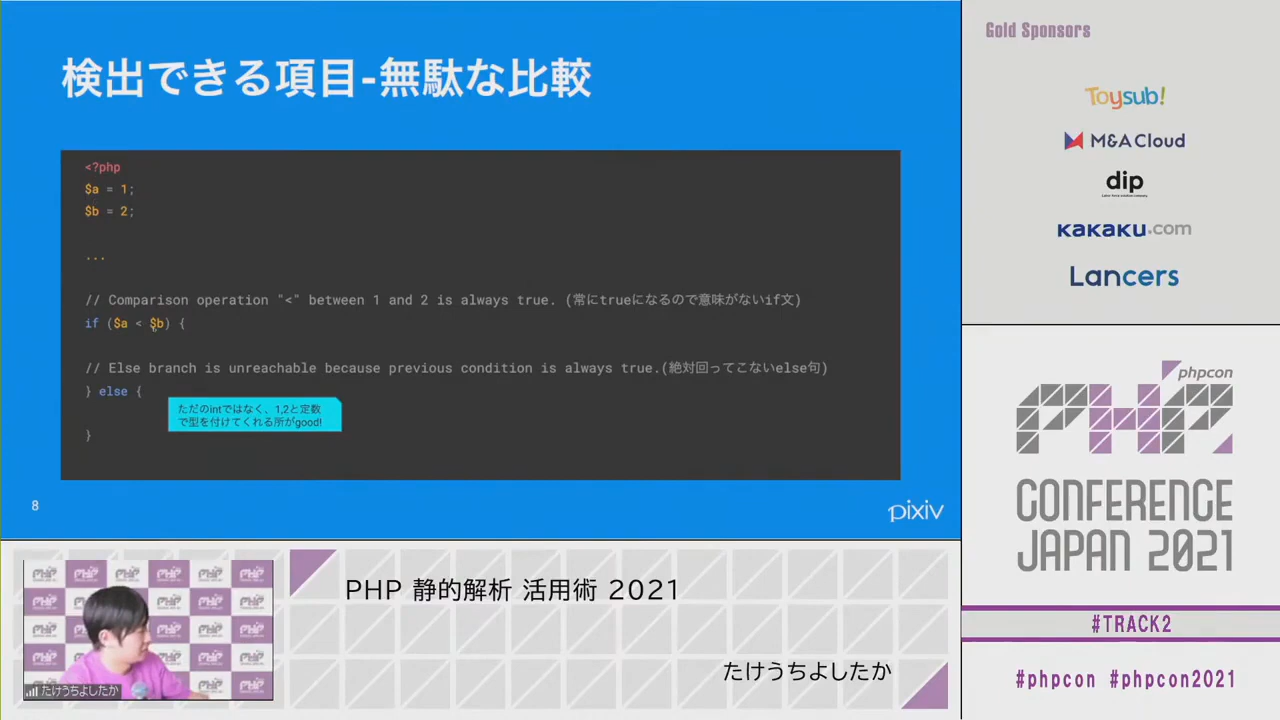 検出できる項目-無駄な比較
<?php
$a = 1;
$b = 2;
...
// Comparison operation "<" between 1 and 2 is always true. (常にtrueになるので意味がないif文)
if ($a < $b) {
// Else branch is unreachable because previous condition is always true.(絶対回ってこないelse句)
} else {
ただのintではなく、1,2と定数
で型を付けてくれる所がgood!
}
8
pixiv
Gold Sponsors
Toysub!
M&A Cloud
dip
kakaku.com
Lancers
phpcon
PHP
CONFERENCE
JAPAN 2021
#TRACK2
#phpcon #phpcon2021
PHP 静的解析 活用術 2021
たけうちよしたか
たけうちよしたか